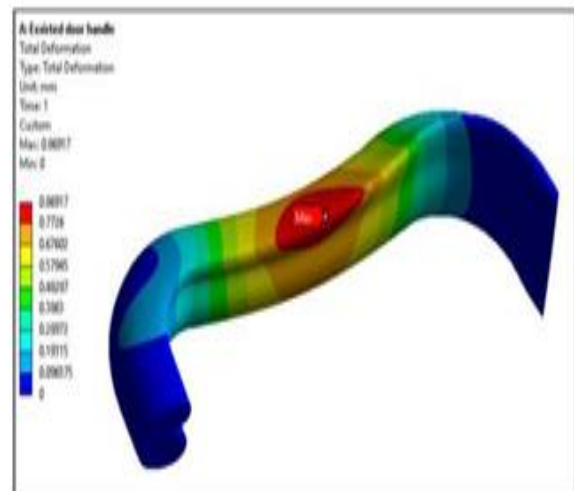 A: Existed door handle
Total Deformation
Type: Total Deformation
Unit: mm
Time: 1
Custom
Max: 0.86917
Min: 0
0.86917
0.7726
0.67602
0.57945
0.48287
0.3863
0.28972
0.19315
0.096575
0
Max